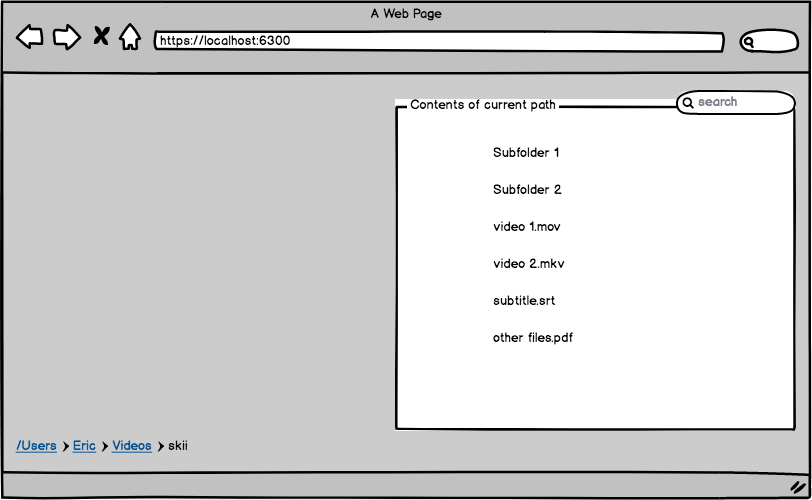 A Web Page
https://localhost:6300
Contents of current path
search
Subfolder 1
Subfolder 2
video 1.mov
video 2.mkv
subtitle.srt
other files.pdf
/Users > Eric > Videos > skii